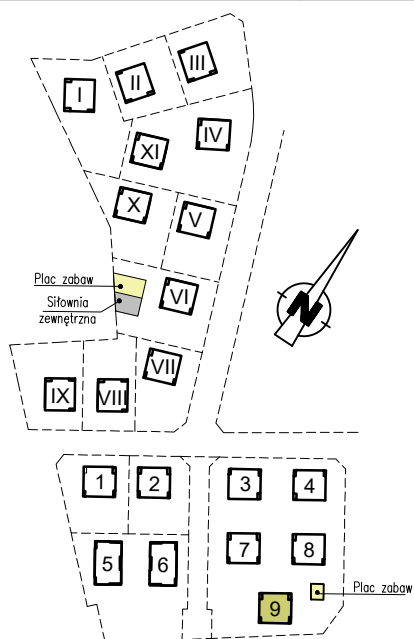 III
II
I
IV
XI
X
V
Plac zabaw
VI
Siłownia
zewnętrzna
N
VII
IX
VIII
1
2
3
4
7
8
5
6
Plac zabaw
9